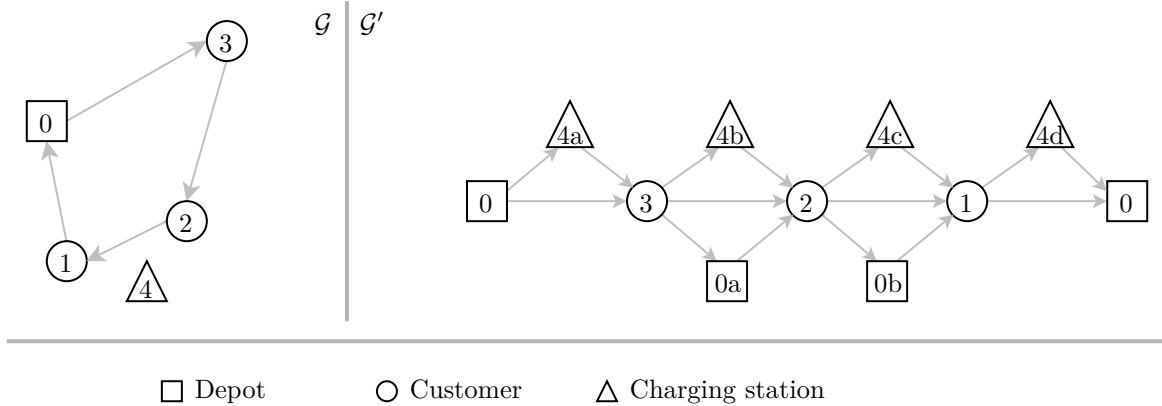 𝒢 𝒢′
3
0
2
1
4
4a 4b 4c 4d
0 3 2 1 0
0a 0b
Depot Customer Charging station